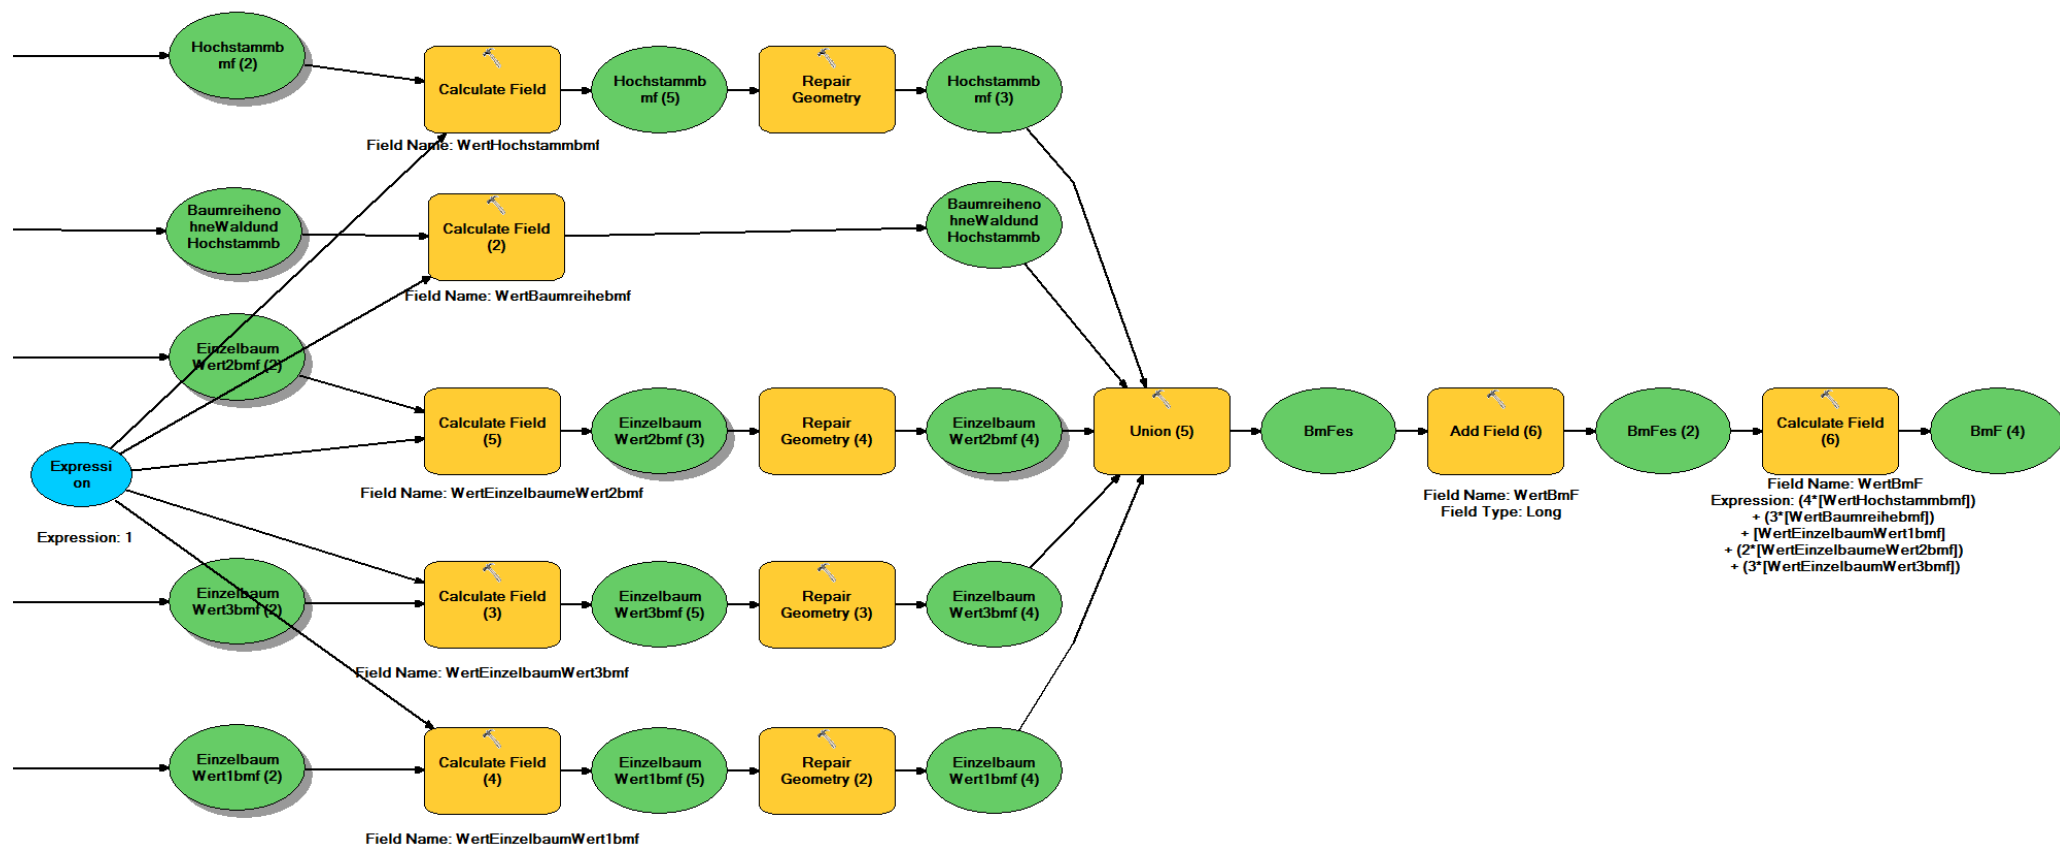 Hochstammb
mf (2)
Calculate Field
Hochstammb
mf (5)
Repair
Geometry
Hochstammb
mf (3)
Field Name: WertHochstammbmf
Baumreiheno
hneWaldund
Hochstammb
Calculate Field
(2)
Baumreiheno
hneWaldund
Hochstammb
Field Name: WertBaumreihebmf
Einzelbaum
Wert2bmf (2)
Calculate Field
(5)
Einzelbaum
Wert2bmf (3)
Repair
Geometry (4)
Einzelbaum
Wert2bmf (4)
Union (5)
BmFes
Add Field (6)
BmFes (2)
Calculate Field
(6)
BmF (4)
Field Name: WertEinzelbaumeWert2bmf
Field Name: WertBmF
Field Type: Long
Field Name: WertBmF
Expression: (4*[WertHochstammbmf])
+ (3*[WertBaumreihebmf])
+ [WertEinzelbaumWert1bmf]
+ (2*[WertEinzelbaumeWert2bmf])
+ (3*[WertEinzelbaumWert3bmf])
Expressi
on
Expression: 1
Einzelbaum
Wert3bmf (2)
Calculate Field
(3)
Einzelbaum
Wert3bmf (5)
Repair
Geometry (3)
Einzelbaum
Wert3bmf (4)
Field Name: WertEinzelbaumWert3bmf
Einzelbaum
Wert1bmf (2)
Calculate Field
(4)
Einzelbaum
Wert1bmf (5)
Repair
Geometry (2)
Einzelbaum
Wert1bmf (4)
Field Name: WertEinzelbaumWert1bmf